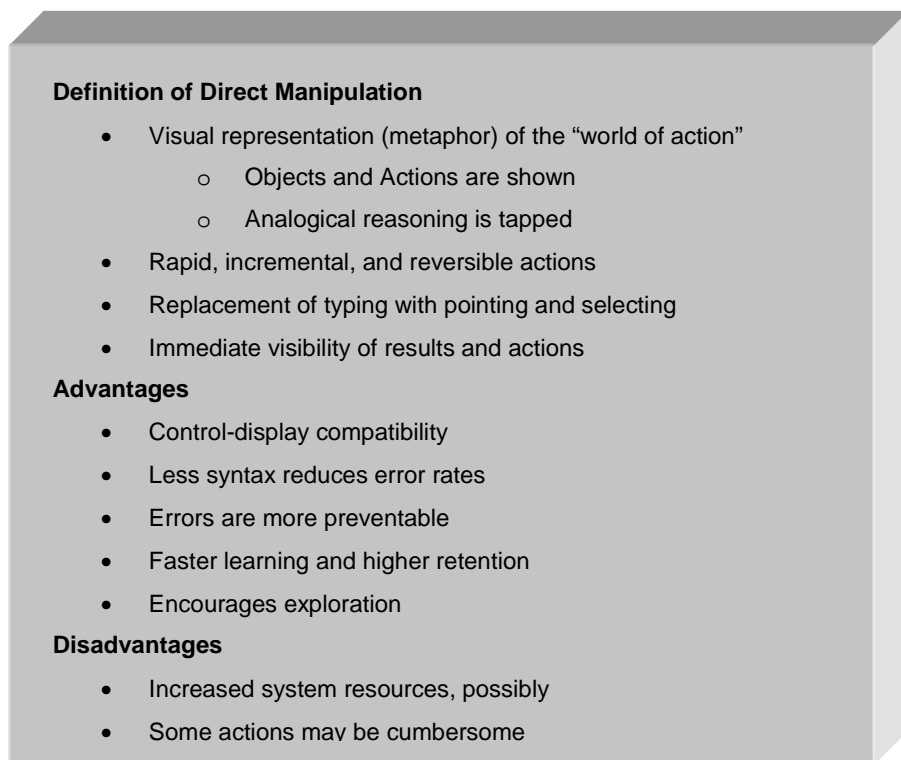 Definition of Direct Manipulation
• Visual representation (metaphor) of the “world of action”
o Objects and Actions are shown
o Analogical reasoning is tapped
• Rapid, incremental, and reversible actions
• Replacement of typing with pointing and selecting
• Immediate visibility of results and actions
Advantages
• Control-display compatibility
• Less syntax reduces error rates
• Errors are more preventable
• Faster learning and higher retention
• Encourages exploration
Disadvantages
• Increased system resources, possibly
• Some actions may be cumbersome